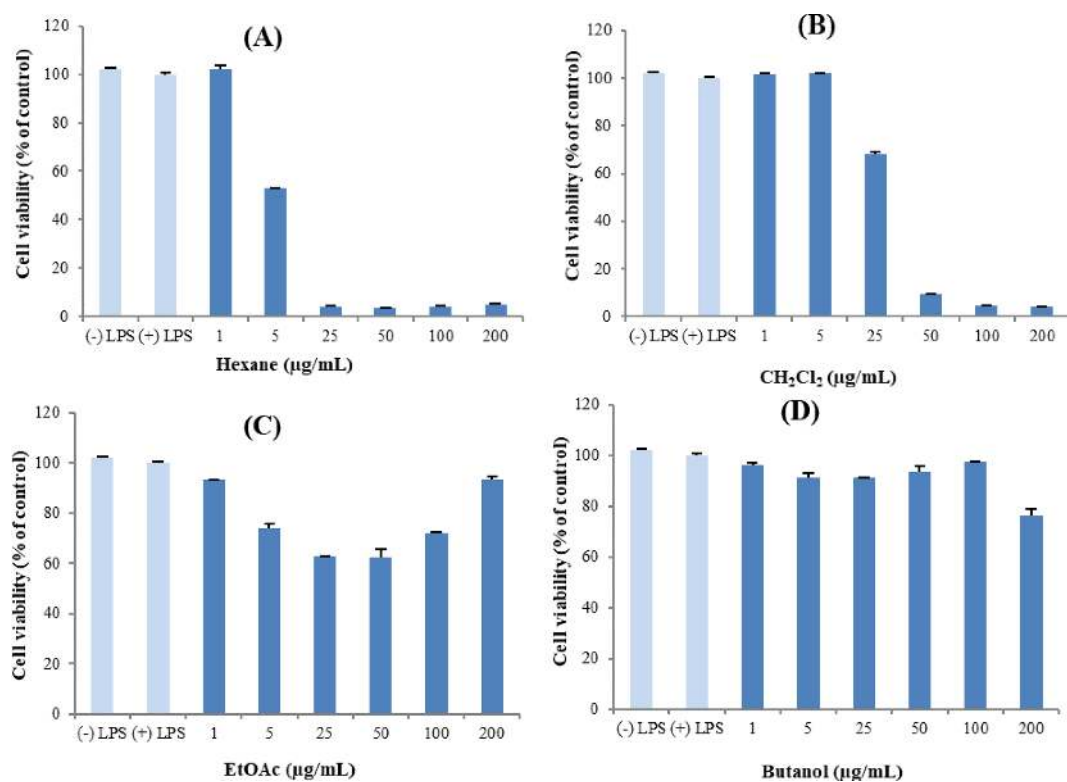 (A)
Cell viability (% of control)
120
100
80
60
40
20
0
(-) LPS (+) LPS 1 5 25 50 100 200
Hexane (µg/mL)
(B)
Cell viability (% of control)
120
100
80
60
40
20
0
(-) LPS (+) LPS 1 5 25 50 100 200
CH₂Cl₂ (µg/mL)
(C)
Cell viability (% of control)
120
100
80
60
40
20
0
(-) LPS (+) LPS 1 5 25 50 100 200
EtOAc (µg/mL)
(D)
Cell viability (% of control)
120
100
80
60
40
20
0
(-) LPS (+) LPS 1 5 25 50 100 200
Butanol (µg/mL)